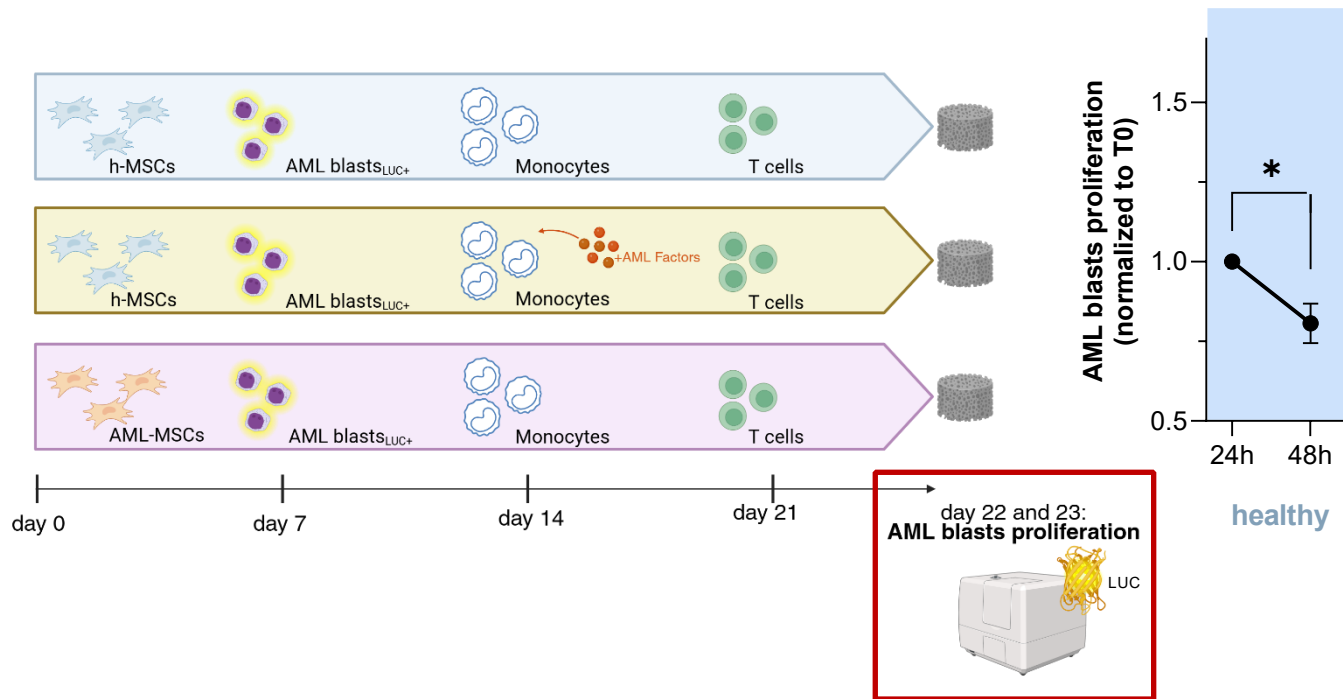 h-MSCs
AML blastsLUC+
Monocytes
T cells
h-MSCs
AML blastsLUC+
+AML Factors
Monocytes
T cells
AML-MSCs
AML blastsLUC+
Monocytes
T cells
day 0
day 7
day 14
day 21
day 22 and 23:
AML blasts proliferation
LUC
AML blasts proliferation
(normalized to T0)
1.5
1.0
0.5
*
24h
48h
healthy